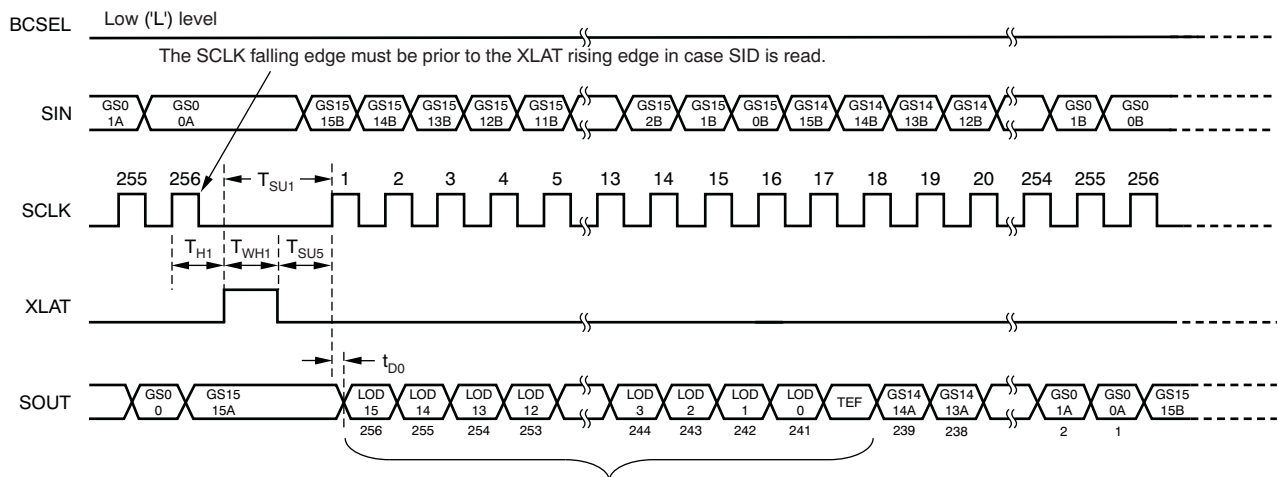 BCSEL Low ('L') level
The SCLK falling edge must be prior to the XLAT rising edge in case SID is read.
SIN GS0 1A GS0 0A GS15 15B GS15 14B GS15 13B GS15 12B GS15 11B GS15 2B GS15 1B GS15 0B GS14 15B GS14 14B GS14 13B GS14 12B GS0 1B GS0 0B
255 256 TSU1 1 2 3 4 5 13 14 15 16 17 18 19 20 254 255 256
SCLK
TH1 TWH1 TSU5
XLAT
tD0
SOUT GS0 0 GS15 15A LOD 15 LOD 14 LOD 13 LOD 12 LOD 3 LOD 2 LOD 1 LOD 0 TEF GS14 14A GS14 13A GS0 1A GS0 0A GS15 15B
256 255 254 253 244 243 242 241 239 238 2 1